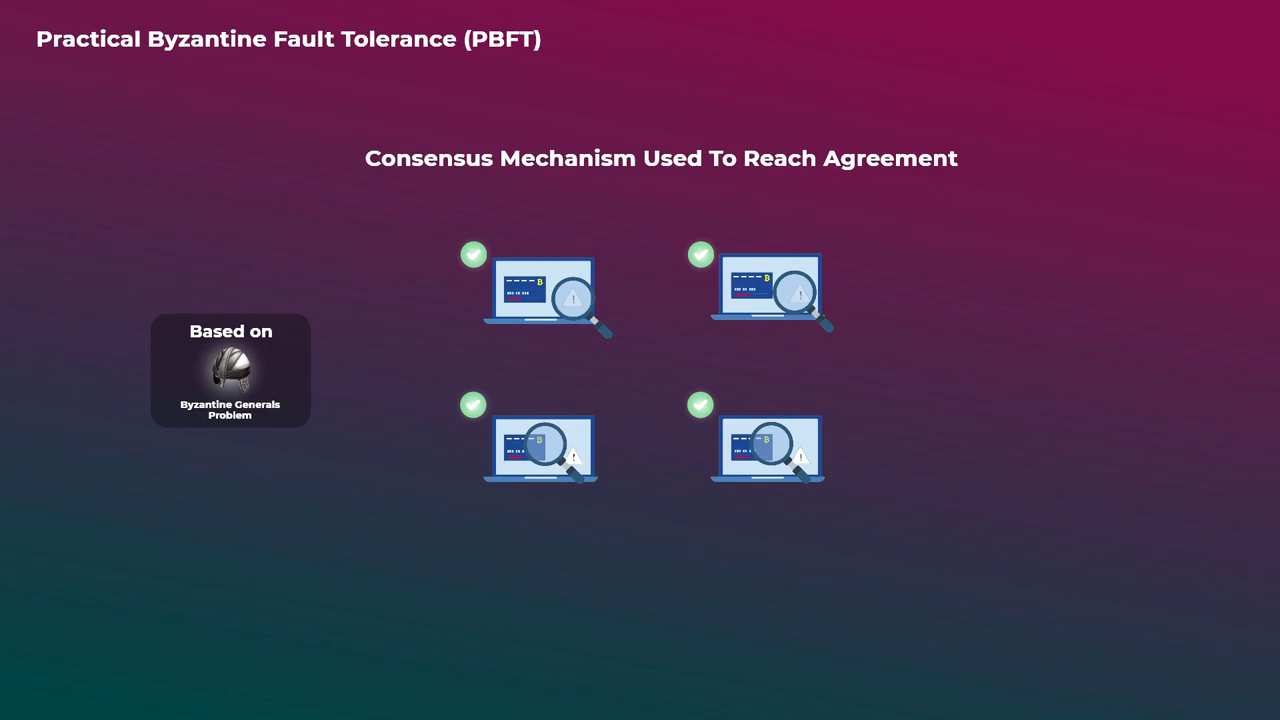 Practical Byzantine Fault Tolerance (PBFT)
Consensus Mechanism Used To Reach Agreement
Based on
Byzantine Generals
Problem